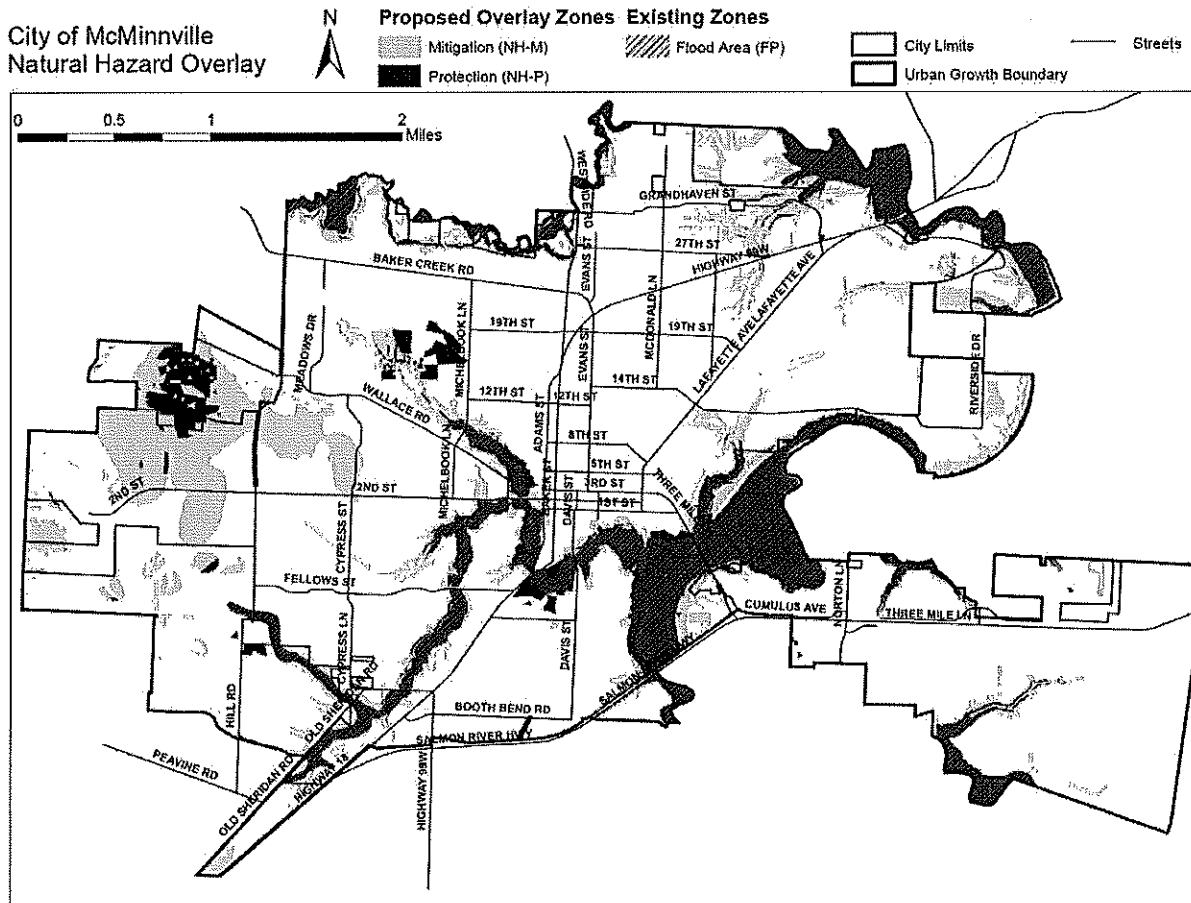 City of McMinnville
Natural Hazard Overlay
N
Proposed Overlay Zones
Mitigation (NH-M)
Protection (NH-P)
Existing Zones
Flood Area (FP)
City Limits
Urban Growth Boundary
Streets
0 0.5 1 2
Miles
GRANDHAVEN ST
EVANS ST
27TH ST
BAKER CREEK RD
MCDONALD LN
LAFAYETTE AVE
LAFAYETTE AVE
MEADOWS DR
MICHELBOOK LN
19TH ST
19TH ST
EVANS ST
RIVERSIDE DR
WALLACE RD
12TH ST
12TH ST
14TH ST
ADAMS ST
8TH ST
MICHELBOOK LN
5TH ST
3RD ST
2ND ST
2ND ST
BAKER ST
DAVIS ST
1ST ST
CYPRESS ST
FELLOWS ST
NORTON LN
CUMULUS AVE
THREE MILE LN
CYPRESS LN
DAVIS ST
HILL RD
BOOTH BEND RD
SALMON RIVER HWY
PEAVINE RD
OLD SHERIDAN RD
HIGHWAY 18
HIGHWAY 99W